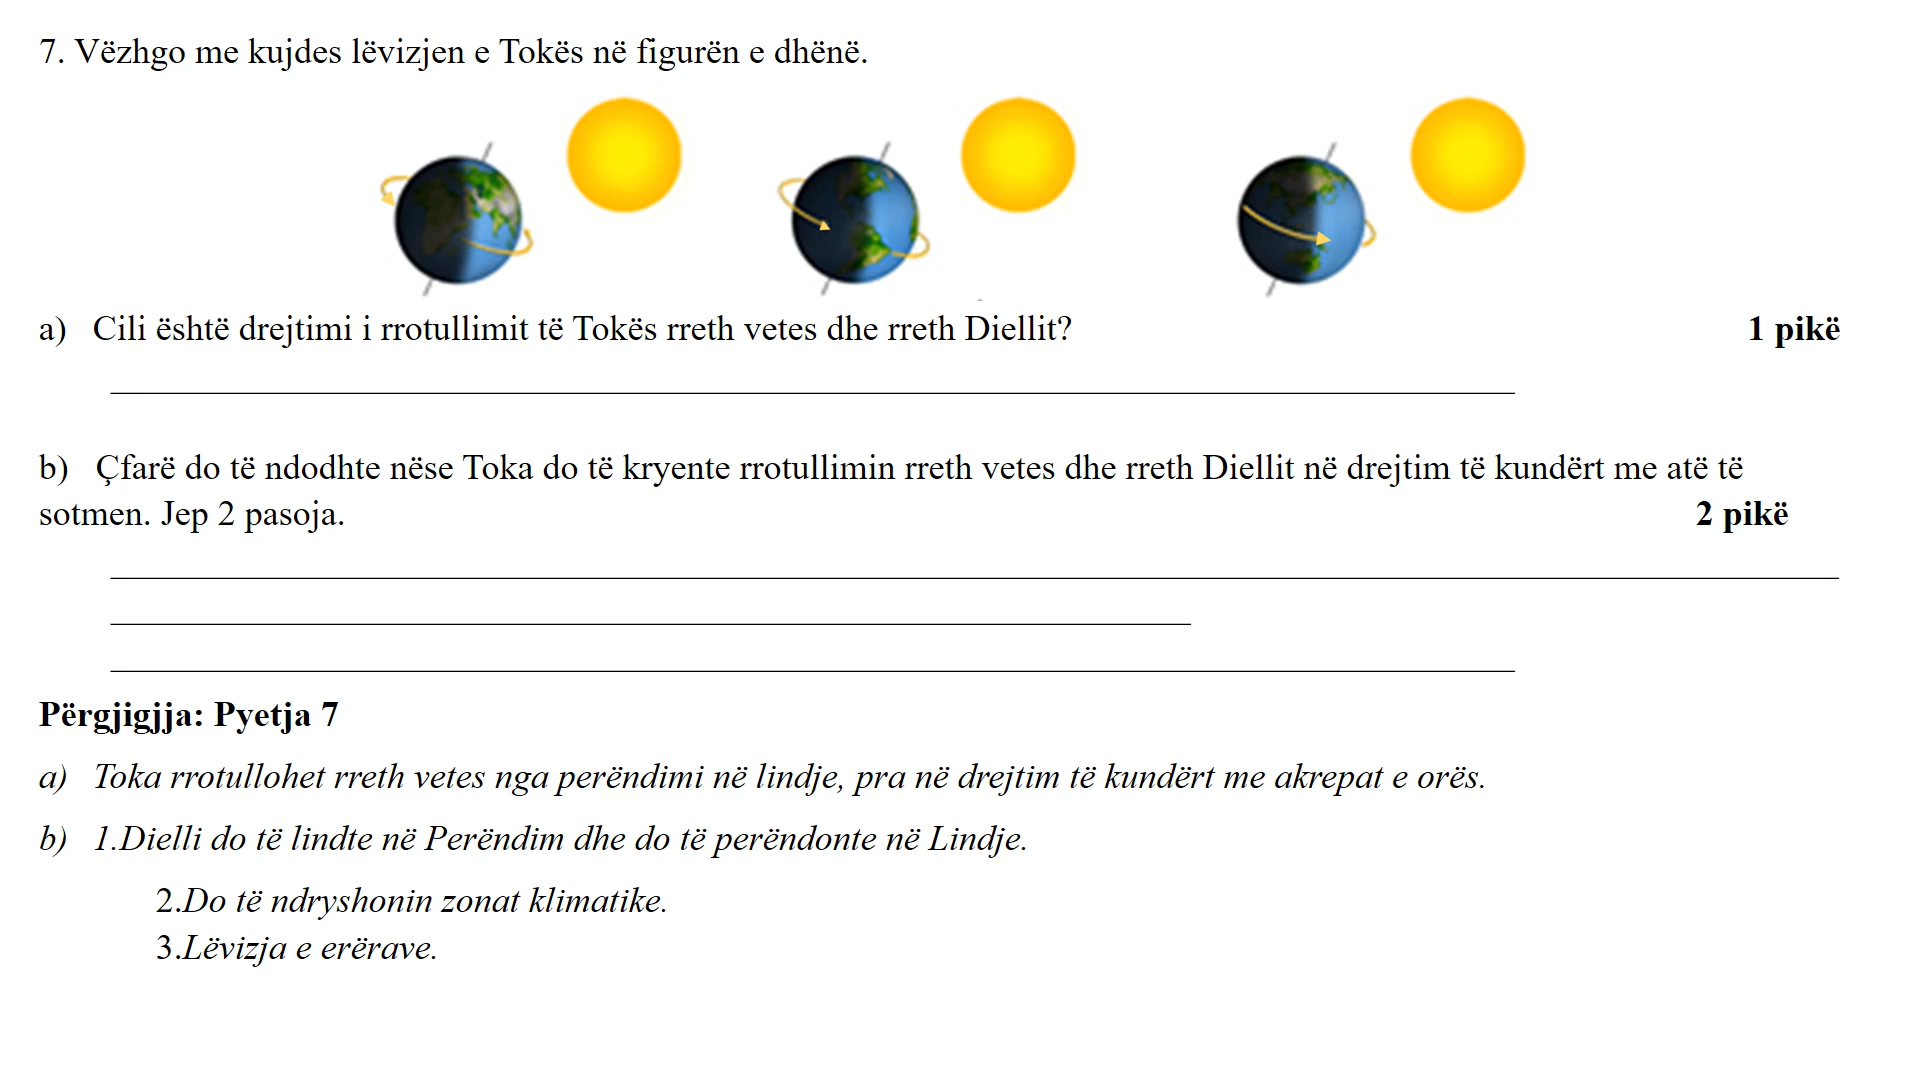 7. Vëzhgo me kujdes lëvizjen e Tokës në figurën e dhënë.
a) Cili është drejtimi i rrotullimit të Tokës rreth vetes dhe rreth Diellit? 1 pikë
b) Çfarë do të ndodhte nëse Toka do të kryente rrotullimin rreth vetes dhe rreth Diellit në drejtim të kundërt me atë të
sotmen. Jep 2 pasoja. 2 pikë
Përgjigjja: Pyetja 7
a) Toka rrotullohet rreth vetes nga perëndimi në lindje, pra në drejtim të kundërt me akrepat e orës.
b) 1.Dielli do të lindte në Perëndim dhe do të perëndonte në Lindje.
2.Do të ndryshonin zonat klimatike.
3.Lëvizja e erërave.